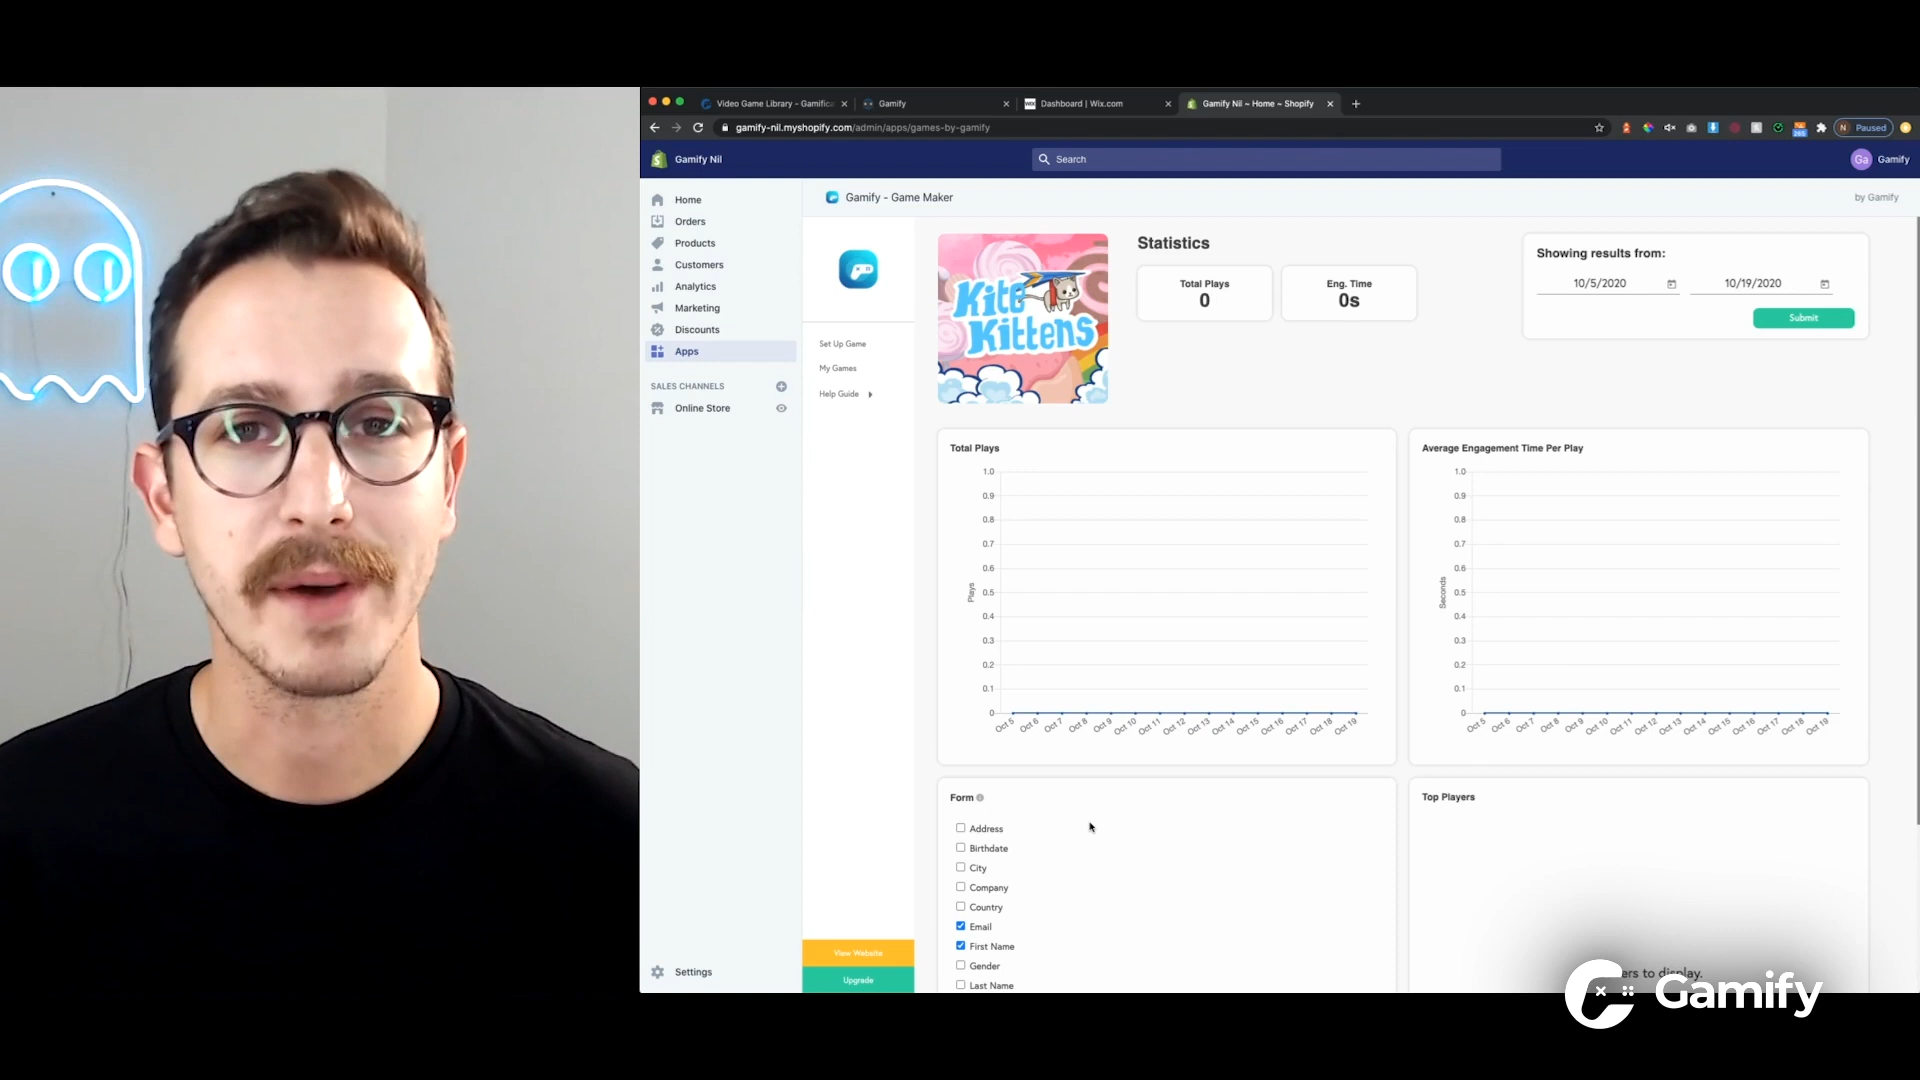 Video Game Library - Gamifica
Gamify
WIX
Dashboard | Wix.com
Gamify Nil ~ Home ~ Shopify
gamify-nil.myshopify.com/admin/apps/games-by-gamify
N Paused
Gamify Nil
Search
Ga Gamify
Home
Orders
Products
Customers
Analytics
Marketing
Discounts
Apps
SALES CHANNELS
Online Store
Settings
Gamify - Game Maker
by Gamify
Set Up Game
My Games
Help Guide
View Website
Upgrade
Kite
Kittens
Statistics
Total Plays
0
Eng. Time
0s
Showing results from:
10/5/2020
10/19/2020
Submit
Total Plays
1.0
0.9
0.8
0.7
0.6
0.5
0.4
0.3
0.2
0.1
0
Plays
Oct 5 Oct 6 Oct 7 Oct 8 Oct 9 Oct 10 Oct 11 Oct 12 Oct 13 Oct 14 Oct 15 Oct 16 Oct 17 Oct 18 Oct 19
Average Engagement Time Per Play
1.0
0.9
0.8
0.7
0.6
0.5
0.4
0.3
0.2
0.1
0
Seconds
Oct 5 Oct 6 Oct 7 Oct 8 Oct 9 Oct 10 Oct 11 Oct 12 Oct 13 Oct 14 Oct 15 Oct 16 Oct 17 Oct 18 Oct 19
Form
Address
Birthdate
City
Company
Country
Email
First Name
Gender
Last Name
Top Players
ers to display.
Gamify